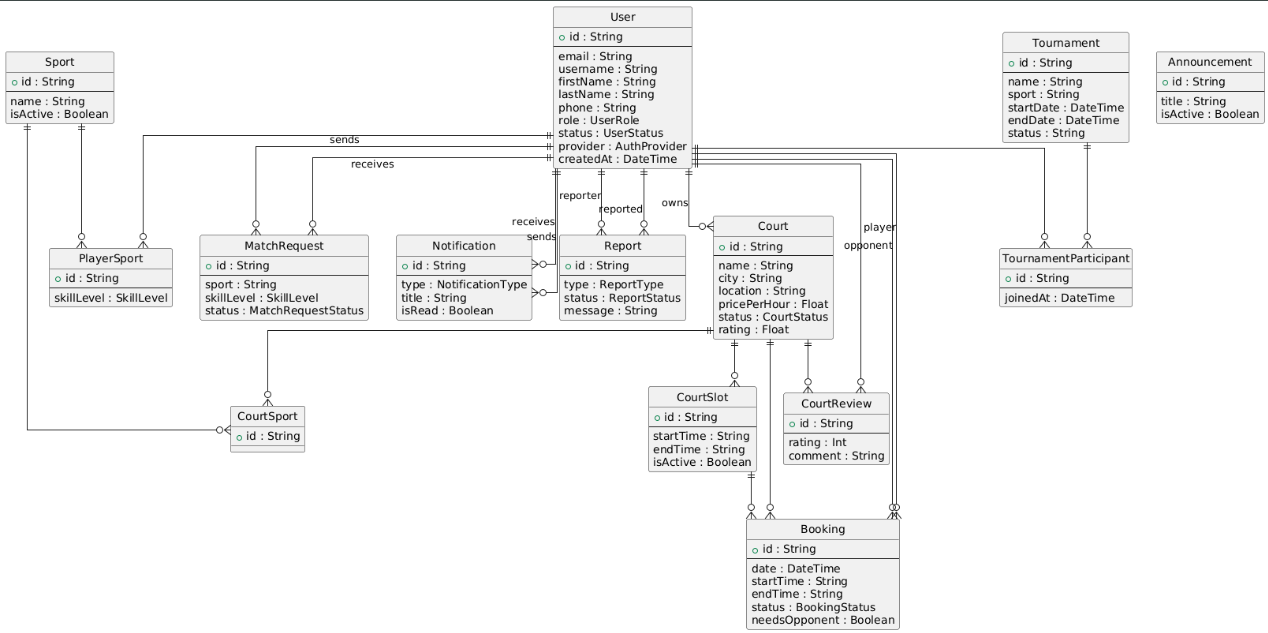 User
id : String
email : String
username : String
firstName : String
lastName : String
phone : String
role : UserRole
status : UserStatus
provider : AuthProvider
createdAt : DateTime
Sport
id : String
name : String
isActive : Boolean
Tournament
id : String
name : String
sport : String
startDate : DateTime
endDate : DateTime
status : String
Announcement
id : String
title : String
isActive : Boolean
sends
receives
reporter
reported
owns
receives
sends
player
opponent
PlayerSport
id : String
skillLevel : SkillLevel
MatchRequest
id : String
sport : String
skillLevel : SkillLevel
status : MatchRequestStatus
Notification
id : String
type : NotificationType
title : String
isRead : Boolean
Report
id : String
type : ReportType
status : ReportStatus
message : String
Court
id : String
name : String
city : String
location : String
pricePerHour : Float
status : CourtStatus
rating : Float
TournamentParticipant
id : String
joinedAt : DateTime
CourtSport
id : String
CourtSlot
id : String
startTime : String
endTime : String
isActive : Boolean
CourtReview
id : String
rating : Int
comment : String
Booking
id : String
date : DateTime
startTime : String
endTime : String
status : BookingStatus
needsOpponent : Boolean